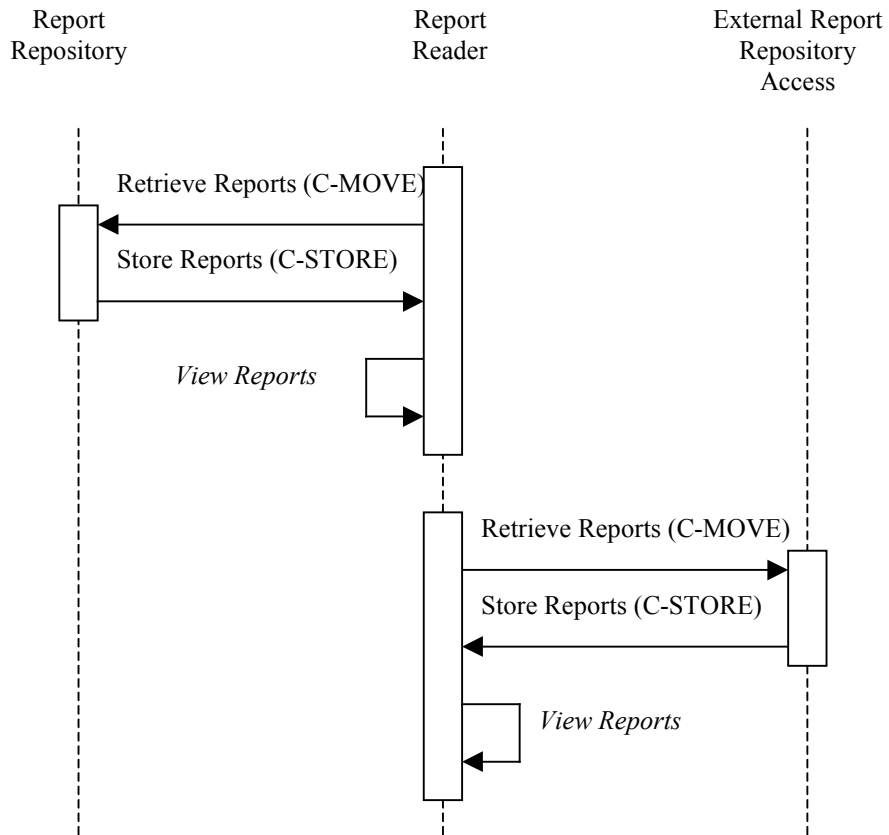 Report
Repository
Report
Reader
External Report
Repository
Access
Retrieve Reports (C-MOVE)
Store Reports (C-STORE)
View Reports
Retrieve Reports (C-MOVE)
Store Reports (C-STORE)
View Reports